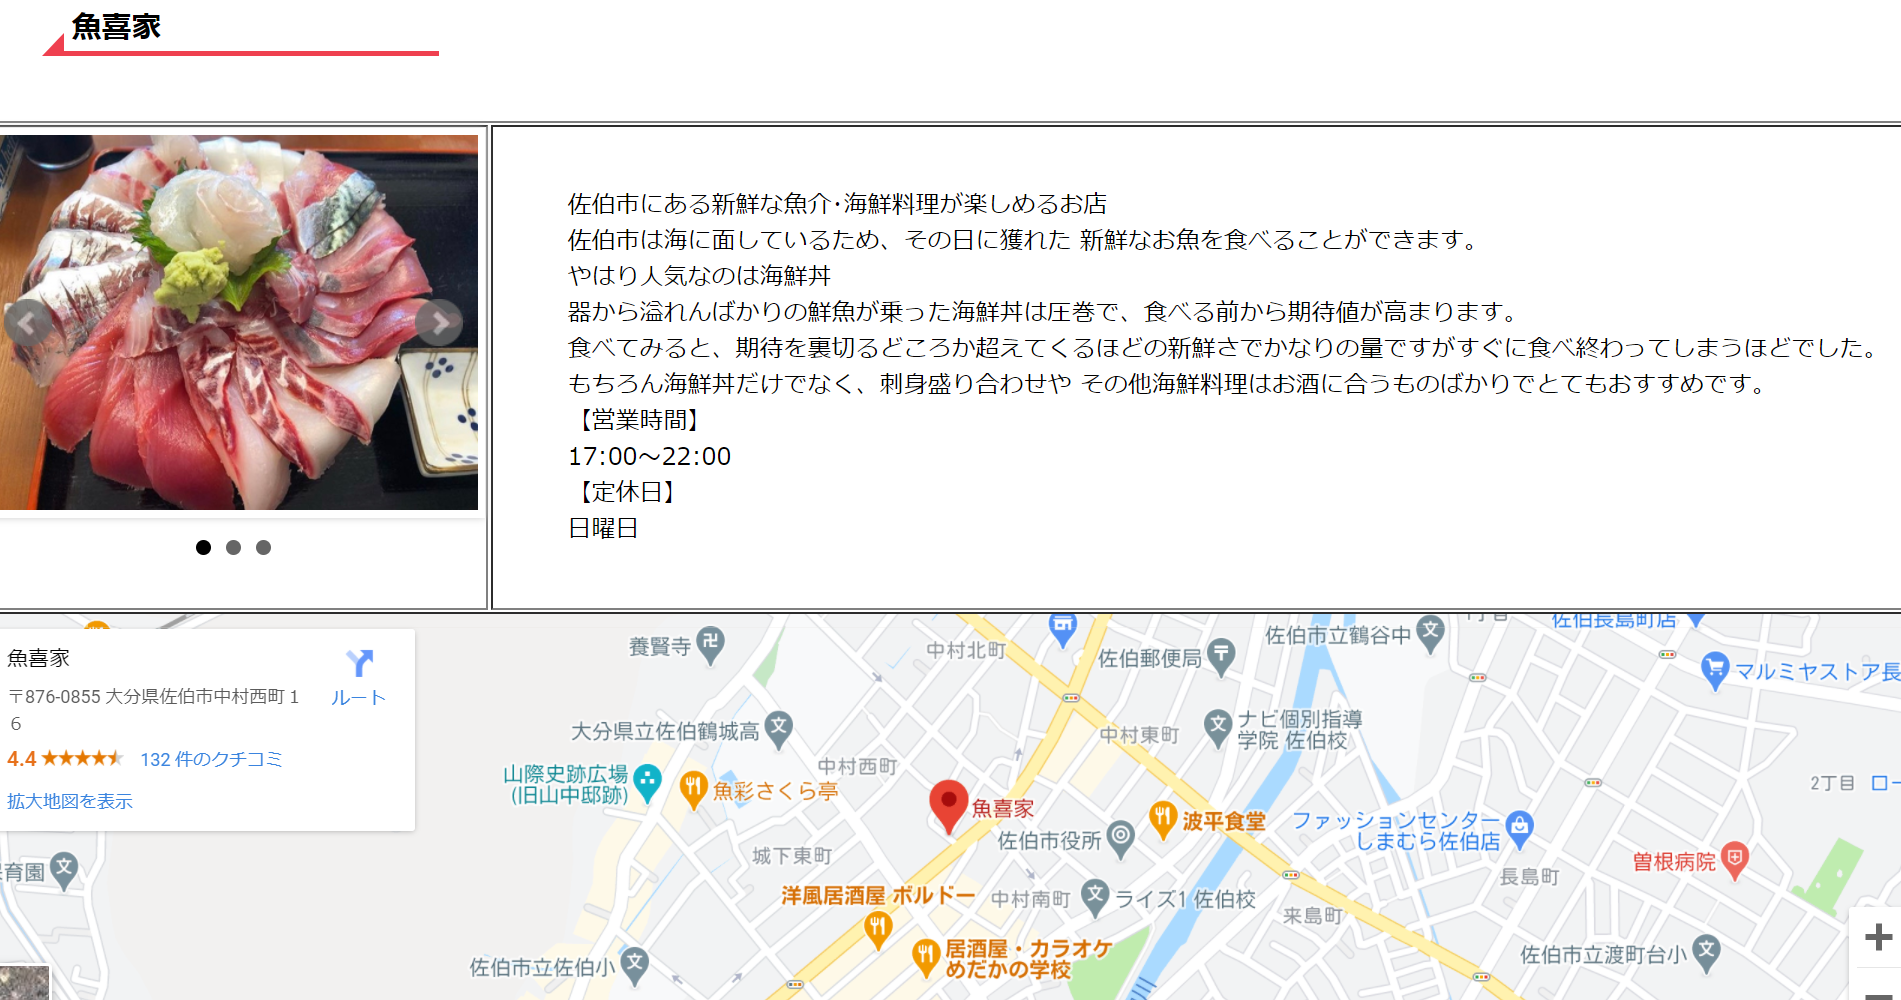 魚喜家
佐伯市にある新鮮な魚介･海鮮料理が楽しめるお店
佐伯市は海に面しているため、その日に獲れた 新鮮なお魚を食べることができます。
やはり人気なのは海鮮丼
器から溢れんばかりの鮮魚が乗った海鮮丼は圧巻で、食べる前から期待値が高まります。
食べてみると、期待を裏切るどころか超えてくるほどの新鮮さでかなりの量ですがすぐに食べ終わってしまうほどでした。
もちろん海鮮丼だけでなく、刺身盛り合わせや その他海鮮料理はお酒に合うものばかりでとてもおすすめです。
【営業時間】
17:00～22:00
【定休日】
日曜日
魚喜家
〒876-0855 大分県佐伯市中村西町１
６
ルート
4.4
132 件のクチコミ
拡大地図を表示
養賢寺
中村北町
佐伯郵便局
佐伯市立鶴谷中
佐伯長島町店
マルミヤストア長
大分県立佐伯鶴城高
中村東町
ナビ個別指導
学院 佐伯校
中村西町
山際史跡広場
(旧山中邸跡)
魚彩さくら亭
2丁目
魚喜家
佐伯市役所
波平食堂
ファッションセンター
しまむら佐伯店
城下東町
曽根病院
育園
長島町
洋風居酒屋 ボルドー
中村南町
ライズ1 佐伯校
来島町
居酒屋・カラオケ
めだかの学校
佐伯市立佐伯小
佐伯市立渡町台小